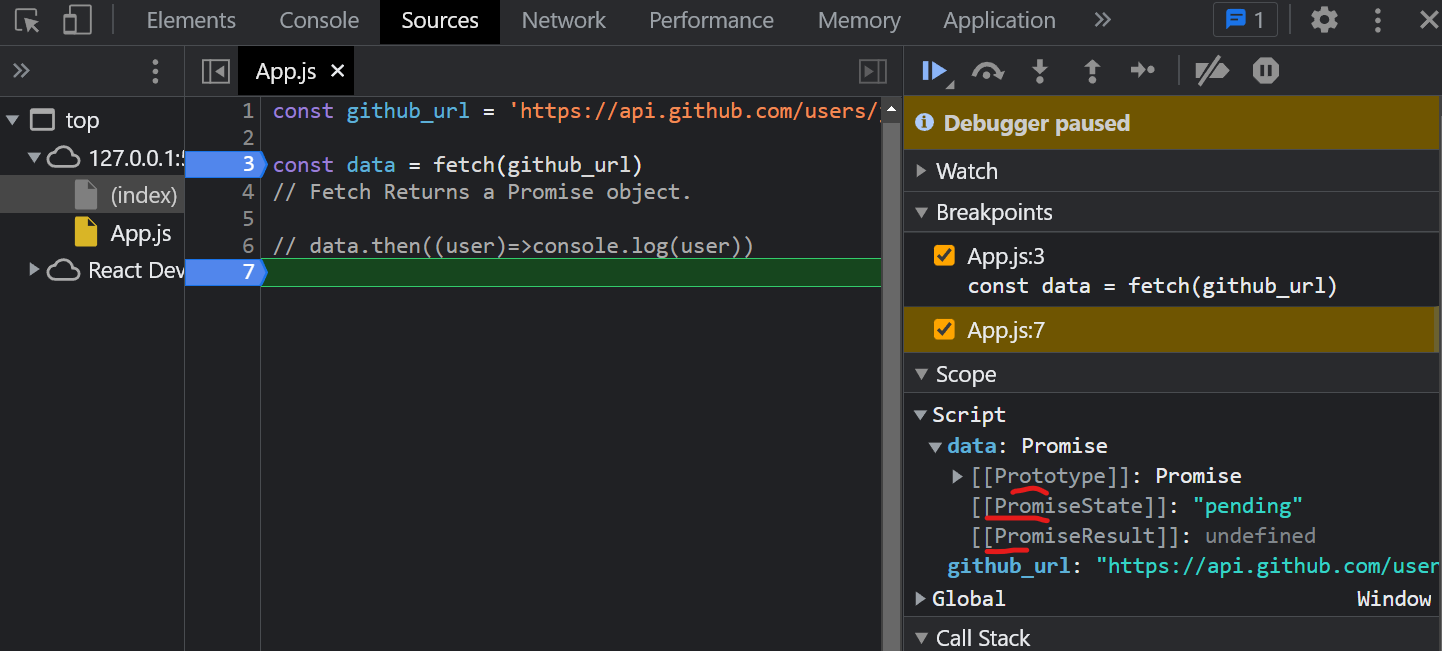 Elements Console Sources Network Performance Memory Application 1
App.js
top
127.0.0.1:
(index)
App.js
React Dev
1 const github_url = 'https://api.github.com/users/
2
3 const data = fetch(github_url)
4 // Fetch Returns a Promise object.
5
6 // data.then((user)=>console.log(user))
7
Debugger paused
Watch
Breakpoints
App.js:3
const data = fetch(github_url)
App.js:7
Scope
Script
data: Promise
[[Prototype]]: Promise
[[PromiseState]]: "pending"
[[PromiseResult]]: undefined
github_url: "https://api.github.com/user
Global Window
Call Stack